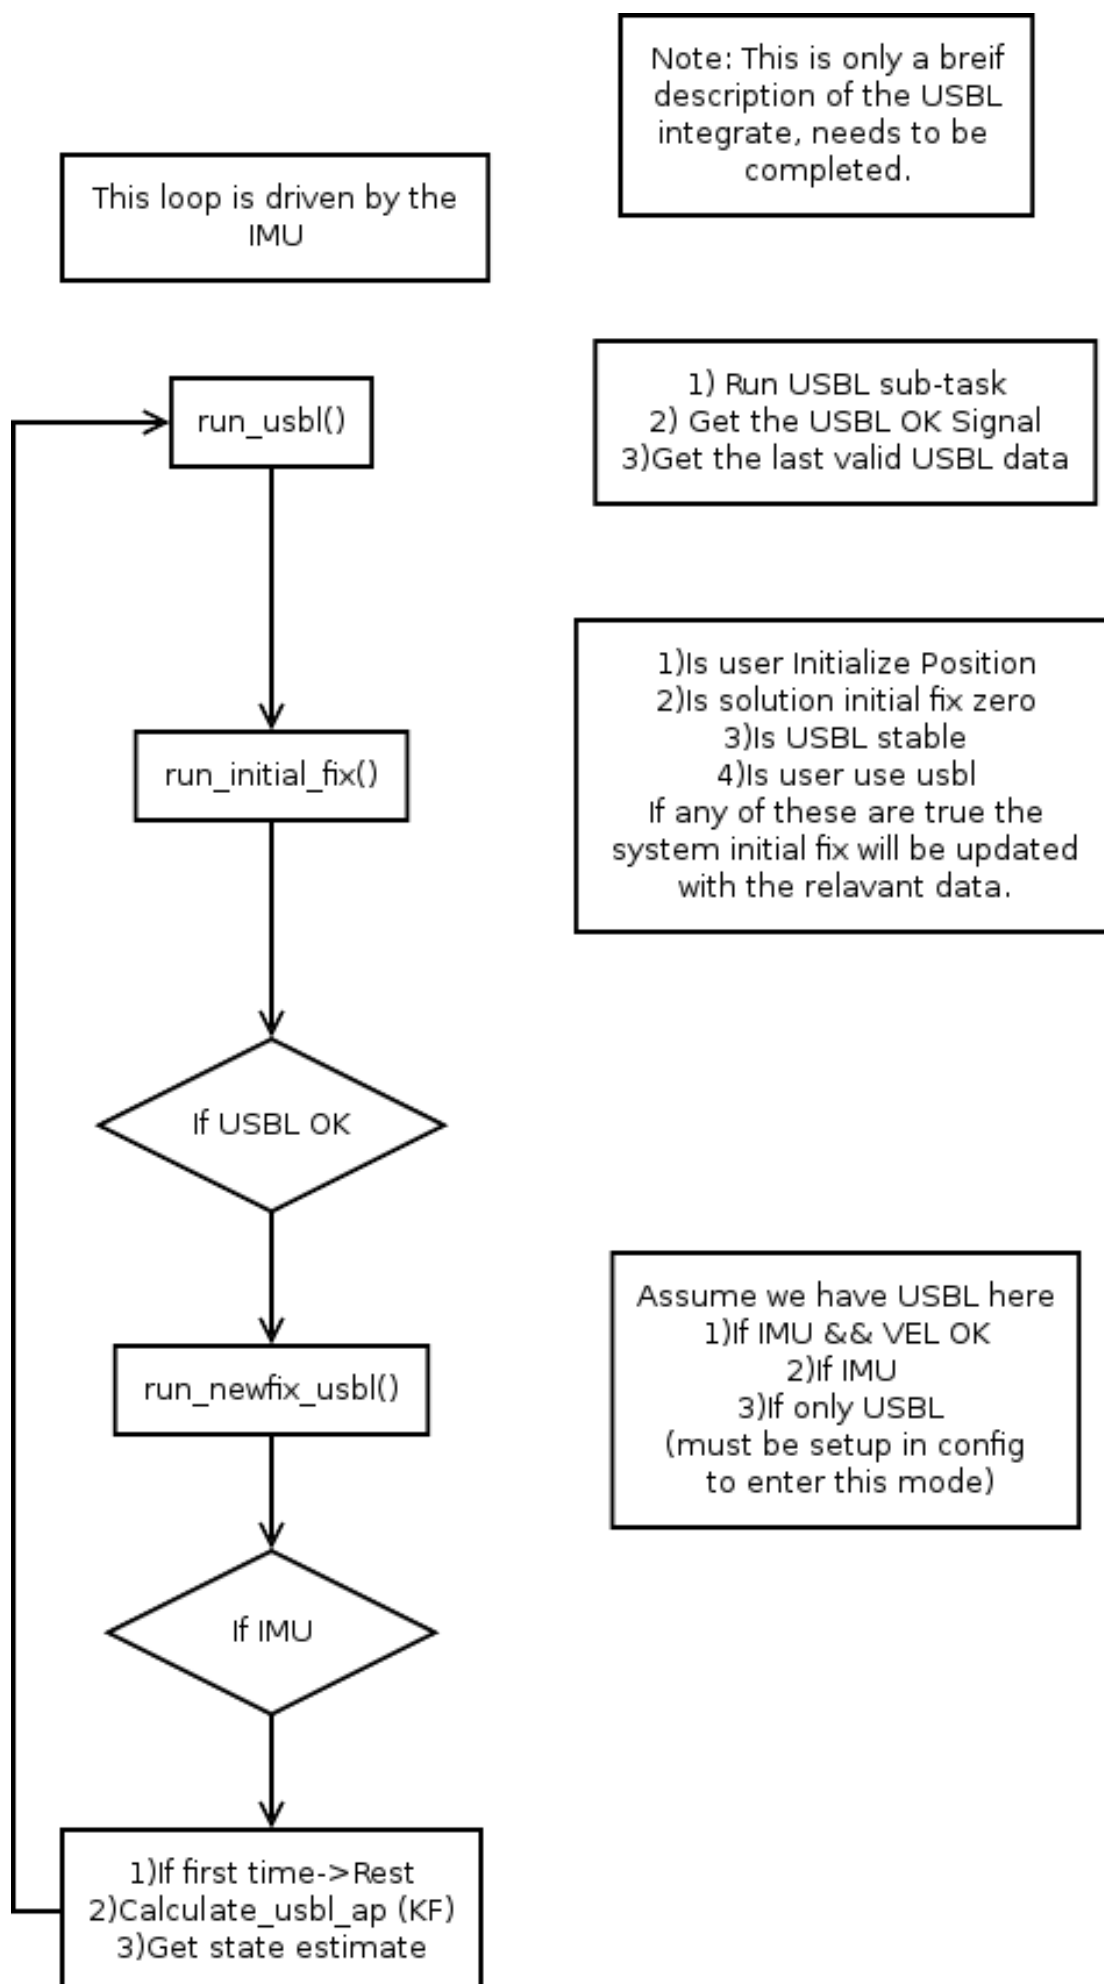 Note: This is only a breif
description of the USBL
integrate, needs to be
completed.
This loop is driven by the
IMU
run_usbl()
1) Run USBL sub-task
2) Get the USBL OK Signal
3)Get the last valid USBL data
run_initial_fix()
1)Is user Initialize Position
2)Is solution initial fix zero
3)Is USBL stable
4)Is user use usbl
If any of these are true the
system initial fix will be updated
with the relavant data.
If USBL OK
run_newfix_usbl()
Assume we have USBL here
1)If IMU && VEL OK
2)If IMU
3)If only USBL
(must be setup in config
to enter this mode)
If IMU
1)If first time->Rest
2)Calculate_usbl_ap (KF)
3)Get state estimate